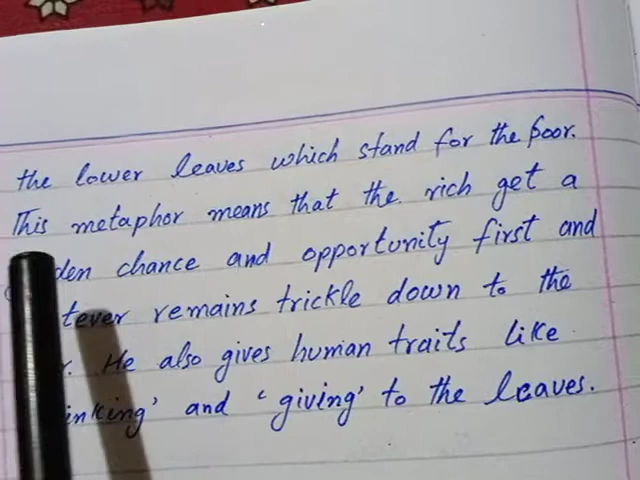 the lower leaves which stand for the poor.
This metaphor means that the rich get a
den chance and opportunity first and
tever remains trickle down to the
r. He also gives human traits like
inking' and 'giving' to the leaves.